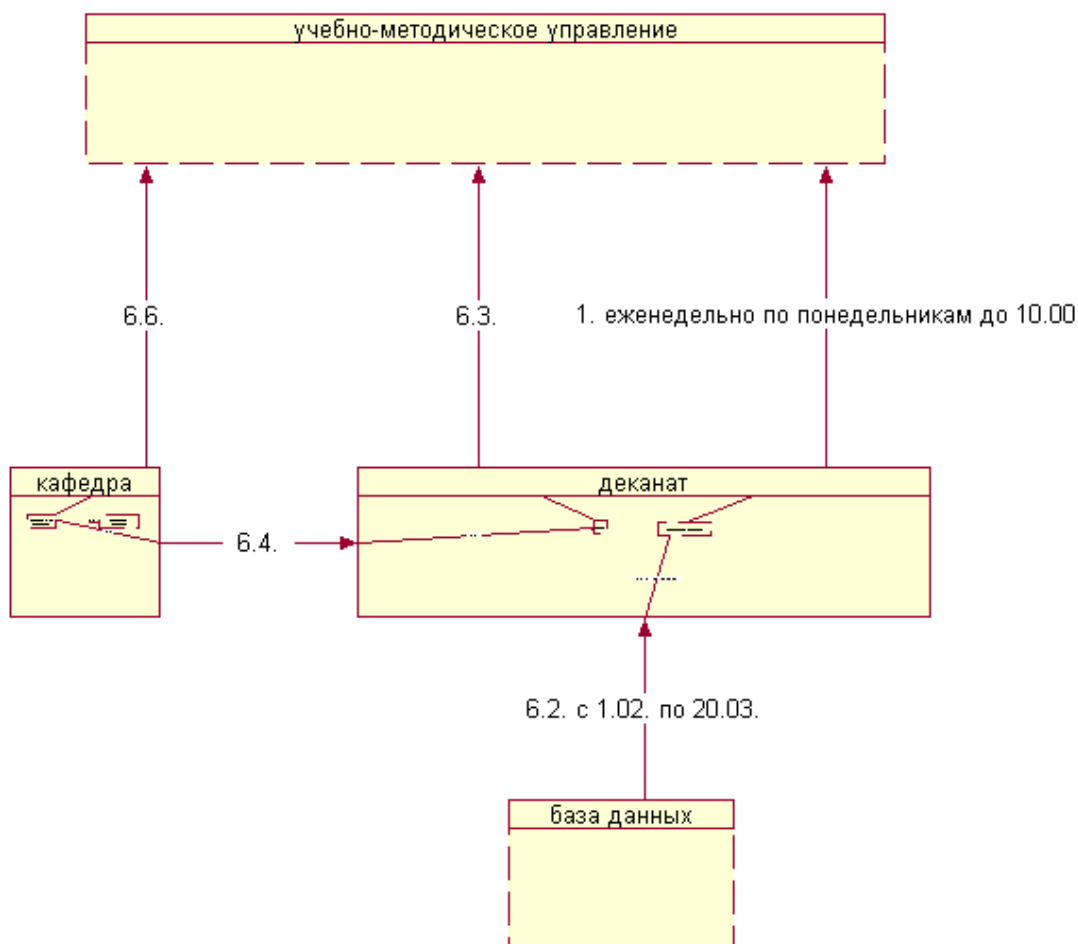 учебно-методическое управление
6.6.
6.3.
1. еженедельно по понедельникам до 10.00
кафедра
деканат
6.4.
6.2. с 1.02. по 20.03.
база данных